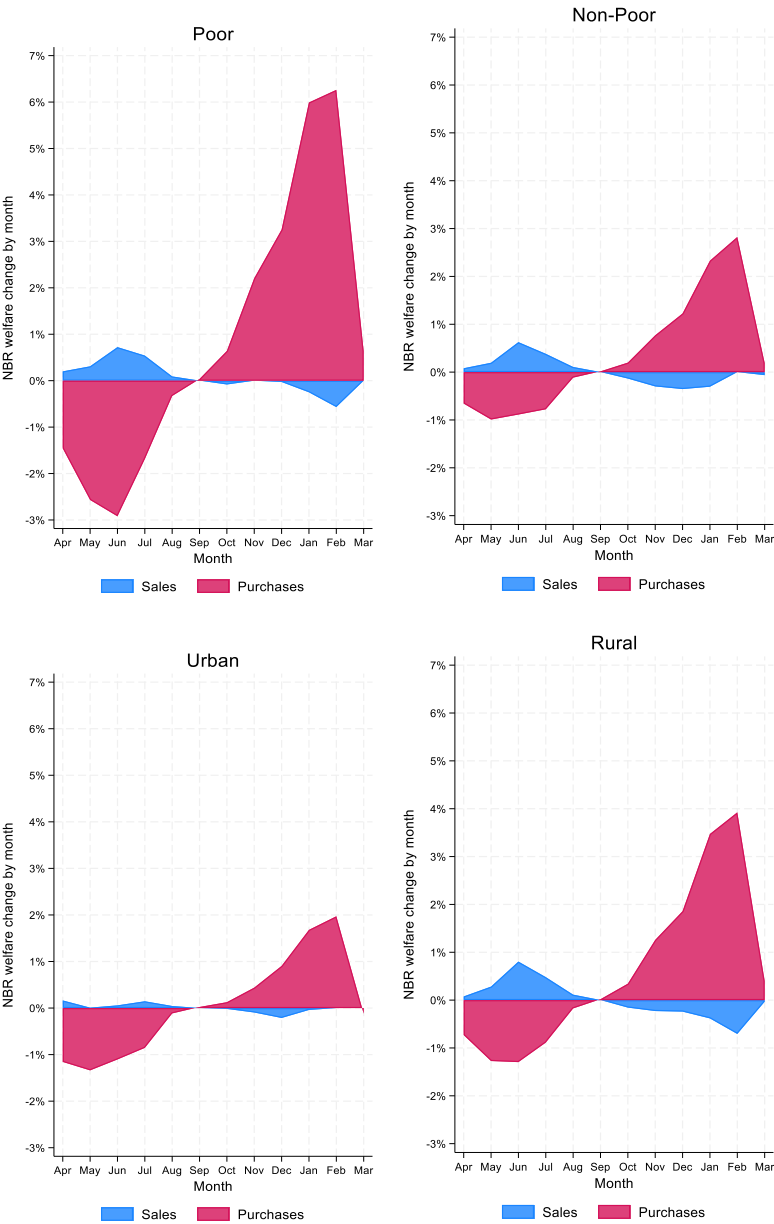 Poor
NBR welfare change by month
7%
6%
5%
4%
3%
2%
1%
0%
-1%
-2%
-3%
Apr May Jun Jul Aug Sep Oct Nov Dec Jan Feb Mar
Month
Sales Purchases
Non-Poor
NBR welfare change by month
7%
6%
5%
4%
3%
2%
1%
0%
-1%
-2%
-3%
Apr May Jun Jul Aug Sep Oct Nov Dec Jan Feb Mar
Month
Sales Purchases
Urban
NBR welfare change by month
7%
6%
5%
4%
3%
2%
1%
0%
-1%
-2%
-3%
Apr May Jun Jul Aug Sep Oct Nov Dec Jan Feb Mar
Month
Sales Purchases
Rural
NBR welfare change by month
7%
6%
5%
4%
3%
2%
1%
0%
-1%
-2%
-3%
Apr May Jun Jul Aug Sep Oct Nov Dec Jan Feb Mar
Month
Sales Purchases